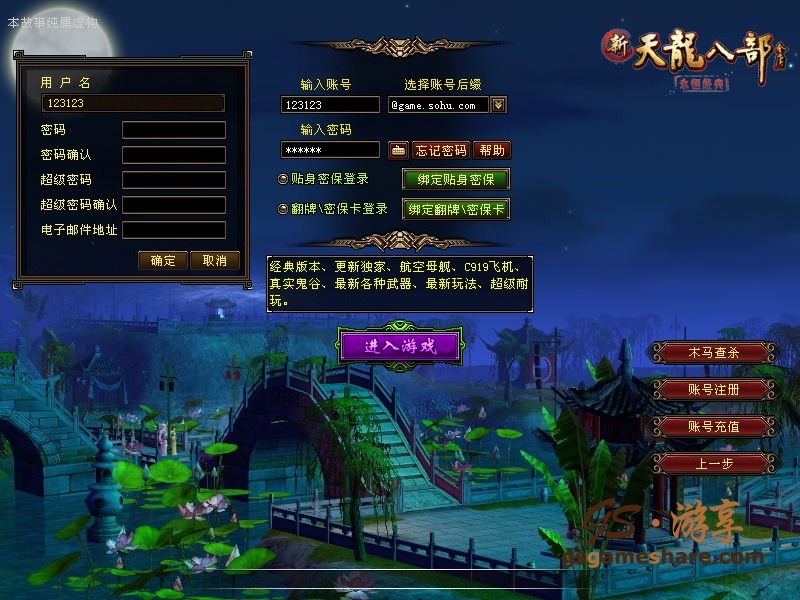 本故事纯属虚构
新天龍八部
永恒经典
用 户 名
123123
密码
密码确认
超级密码
超级密码确认
电子邮件地址
确定 取消
输入账号 选择账号后缀
123123 @game.sohu.com
输入密码
****** 忘记密码 帮助
贴身密保登录 绑定贴身密保
翻牌\密保卡登录 绑定翻牌\密保卡
经典版本、更新独家、航空母舰、C919飞机、
真实鬼谷、最新各种武器、最新玩法、超级耐
玩。
进入游戏
木马查杀
账号注册
账号充值
上一步
GS·游享
gagameshare.com